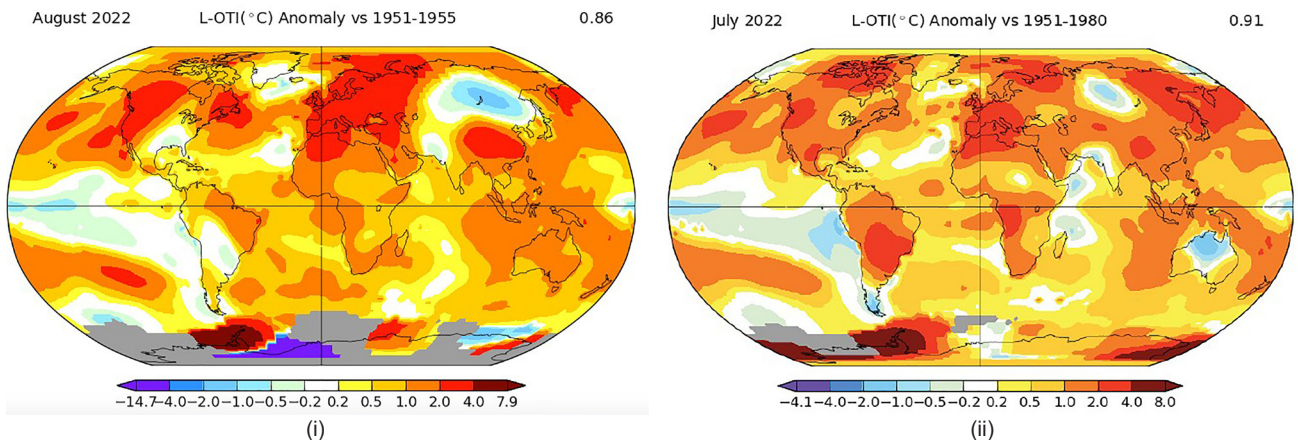 August 2022 L-OTI(°C) Anomaly vs 1951-1955 0.86
−14.7 −4.0 −2.0 −1.0 −0.5 −0.2 0.2 0.5 1.0 2.0 4.0 7.9
(i)
July 2022 L-OTI(°C) Anomaly vs 1951-1980 0.91
−4.1 −4.0 −2.0 −1.0 −0.5 −0.2 0.2 0.5 1.0 2.0 4.0 8.0
(ii)